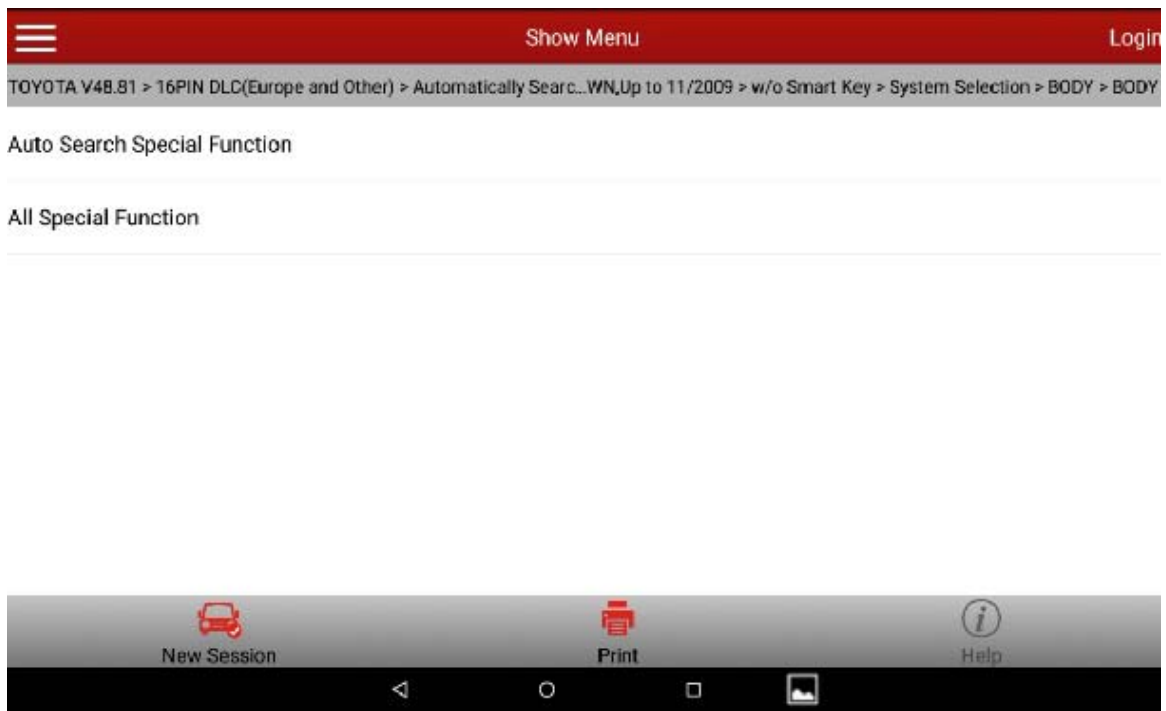 Show Menu
Login
TOYOTA V48.81 > 16PIN DLC(Europe and Other) > Automatically Searc...WN,Up to 11/2009 > w/o Smart Key > System Selection > BODY > BODY
Auto Search Special Function
All Special Function
New Session
Print
Help